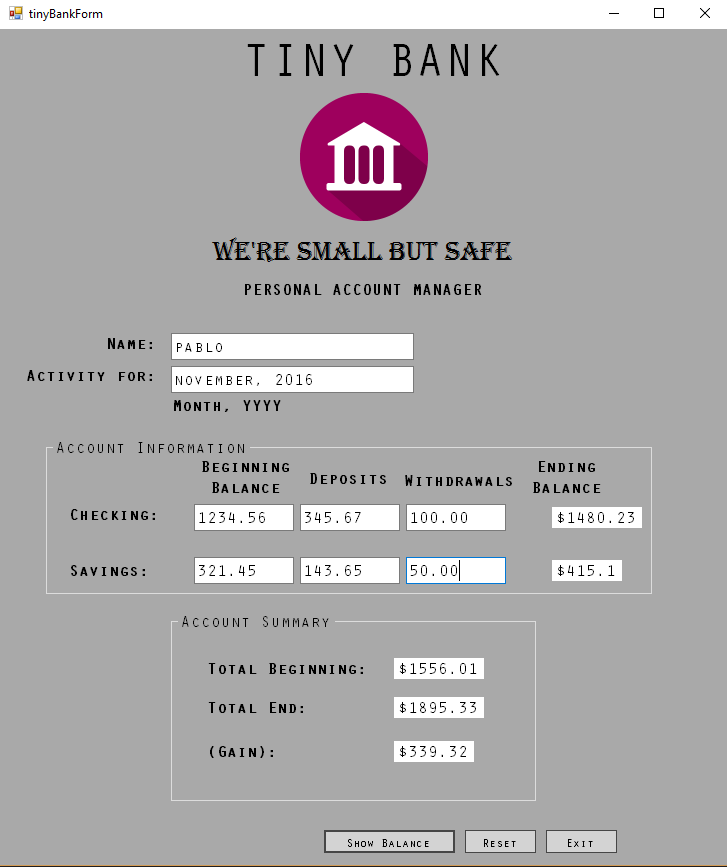 tinyBankForm
TINY BANK
WE'RE SMALL BUT SAFE
PERSONAL ACCOUNT MANAGER
NAME: PABLO
ACTIVITY FOR: NOVEMBER, 2016
MONTH, YYYY
ACCOUNT INFORMATION
BEGINNING BALANCE DEPOSITS WITHDRAWALS ENDING BALANCE
CHECKING: 1234.56 345.67 100.00 $1480.23
SAVINGS: 321.45 143.65 50.00 $415.1
ACCOUNT SUMMARY
TOTAL BEGINNING: $1556.01
TOTAL END: $1895.33
(GAIN): $339.32
SHOW BALANCE RESET EXIT